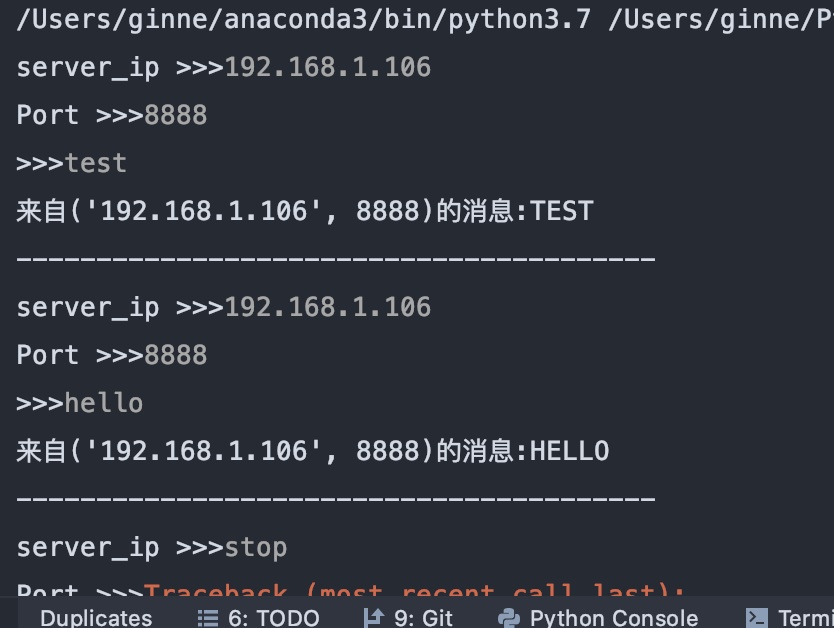 /Users/ginne/anaconda3/bin/python3.7 /Users/ginne/P
server_ip >>>192.168.1.106
Port >>>8888
>>>test
来自('192.168.1.106', 8888)的消息:TEST
----------------------------------------
server_ip >>>192.168.1.106
Port >>>8888
>>>hello
来自('192.168.1.106', 8888)的消息:HELLO
----------------------------------------
server_ip >>>stop
Port >>>Traceback (most recent call last):
Duplicates 6: TODO 9: Git Python Console Termi